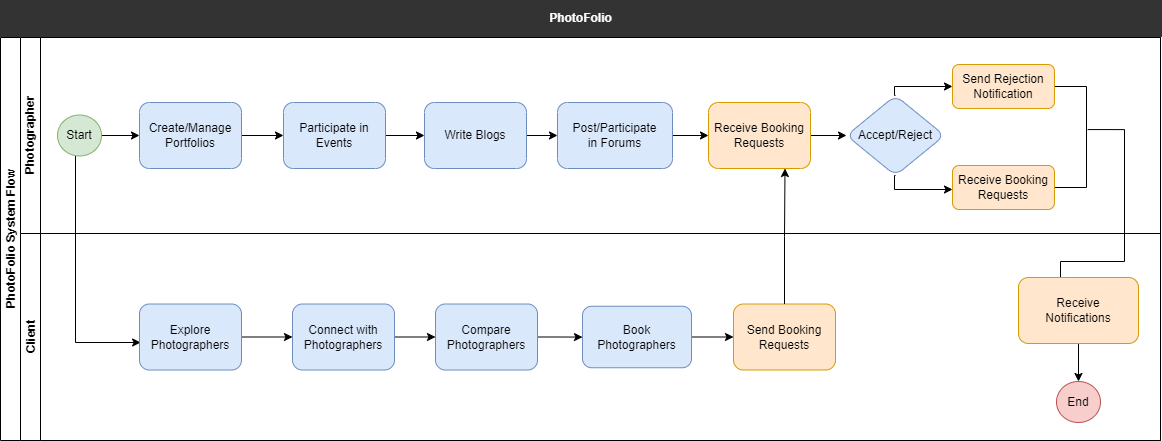 PhotoFolio
PhotoFolio System Flow
Photographer
Start
Create/Manage
Portfolios
Participate in
Events
Write Blogs
Post/Participate
in Forums
Receive Booking
Requests
Accept/Reject
Send Rejection
Notification
Receive Booking
Requests
Client
Explore
Photographers
Connect with
Photographers
Compare
Photographers
Book
Photographers
Send Booking
Requests
Receive
Notifications
End